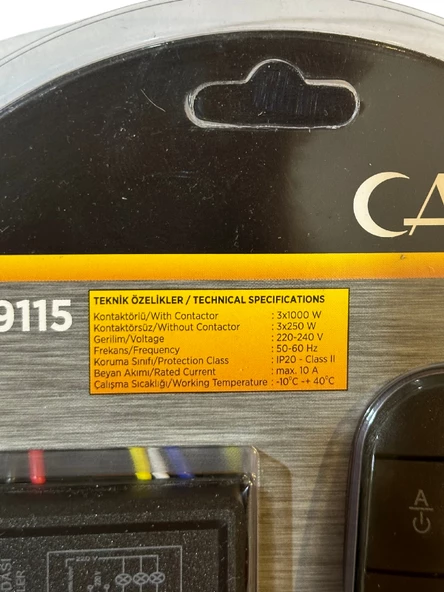 CA
9115
TEKNİK ÖZELİKLER / TECHNICAL SPECIFICATIONS
Kontaktörlü/With Contactor : 3x1000 W
Kontaktörsüz/Without Contactor : 3x250 W
Gerilim/Voltage : 220-240 V
Frekans/Frequency : 50-60 Hz
Koruma Sınıfı/Protection Class : IP20 - Class II
Beyan Akımı/Rated Current : max. 10 A
Çalışma Sıcaklığı/Working Temperature : -10°C -+ 40°C
A
220 V